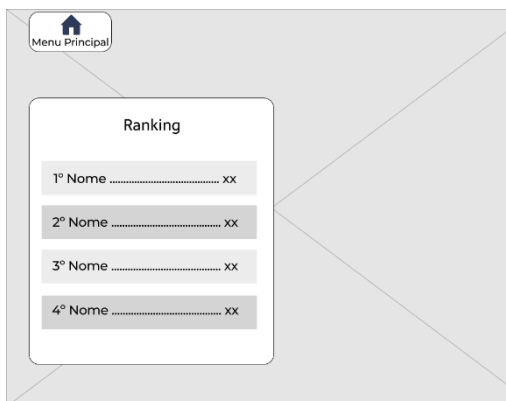 Menu Principal
Ranking
1º Nome ....................................... xx
2º Nome ....................................... xx
3º Nome ....................................... xx
4º Nome ....................................... xx